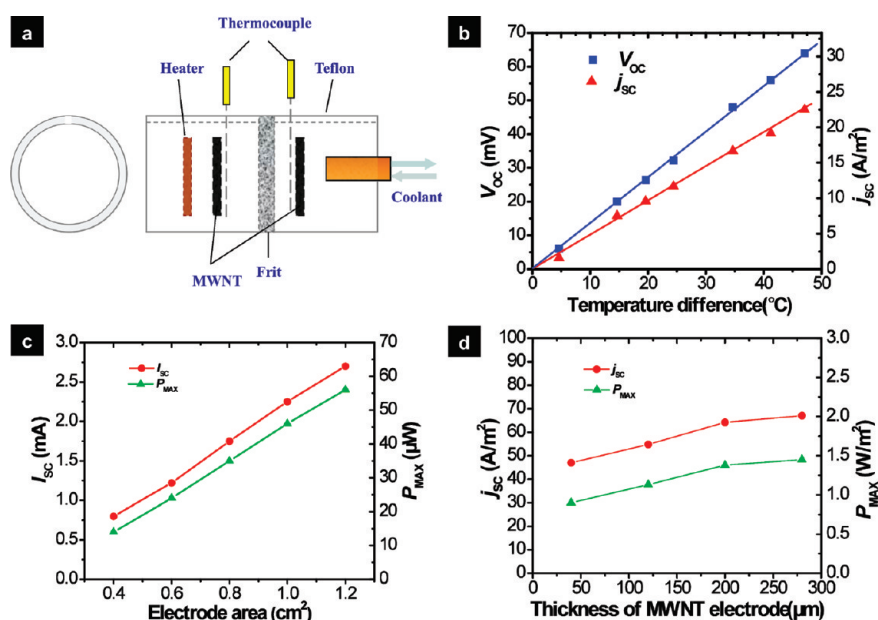 a
Thermocouple
Heater
Teflon
Coolant
MWNT
Frit
b
70
60
50
40
30
20
10
0
V_OC (mV)
V_OC
j_SC
30
25
20
15
10
5
0
j_SC (A/m²)
0 10 20 30 40 50
Temperature difference(°C)
c
3.0
2.5
2.0
1.5
1.0
0.5
0.0
I_SC (mA)
I_SC
P_MAX
70
60
50
40
30
20
10
0
P_MAX (µW)
0.4 0.6 0.8 1.0 1.2
Electrode area (cm²)
d
100
90
80
70
60
50
40
30
20
10
0
j_SC (A/m²)
j_SC
P_MAX
3.0
2.5
2.0
1.5
1.0
0.5
0.0
P_MAX (W/m²)
0 50 100 150 200 250 300
Thickness of MWNT electrode(µm)